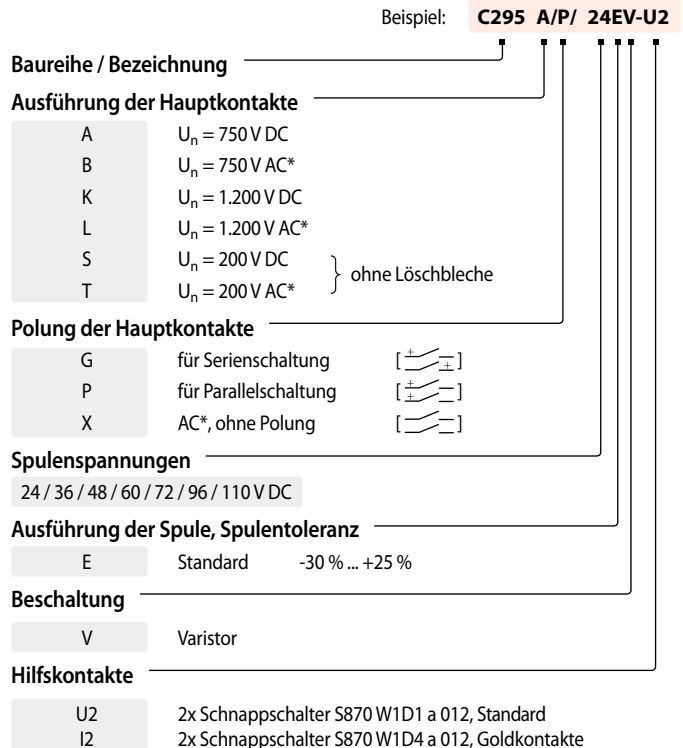 Beispiel: C295 A/P/ 24EV-U2
Baureihe / Bezeichnung
Ausführung der Hauptkontakte
A Un = 750 V DC
B Un = 750 V AC*
K Un = 1.200 V DC
L Un = 1.200 V AC*
S Un = 200 V DC
ohne Löschbleche
T Un = 200 V AC*
Polung der Hauptkontakte
G für Serienschaltung [ + + ]
P für Parallelschaltung [ + + ]
X AC*, ohne Polung [ ]
Spulenspannungen
24 / 36 / 48 / 60 / 72 / 96 / 110 V DC
Ausführung der Spule, Spulentoleranz
E Standard -30 % ... +25 %
Beschaltung
V Varistor
Hilfskontakte
U2 2x Schnappschalter S870 W1D1 a 012, Standard
I2 2x Schnappschalter S870 W1D4 a 012, Goldkontakte